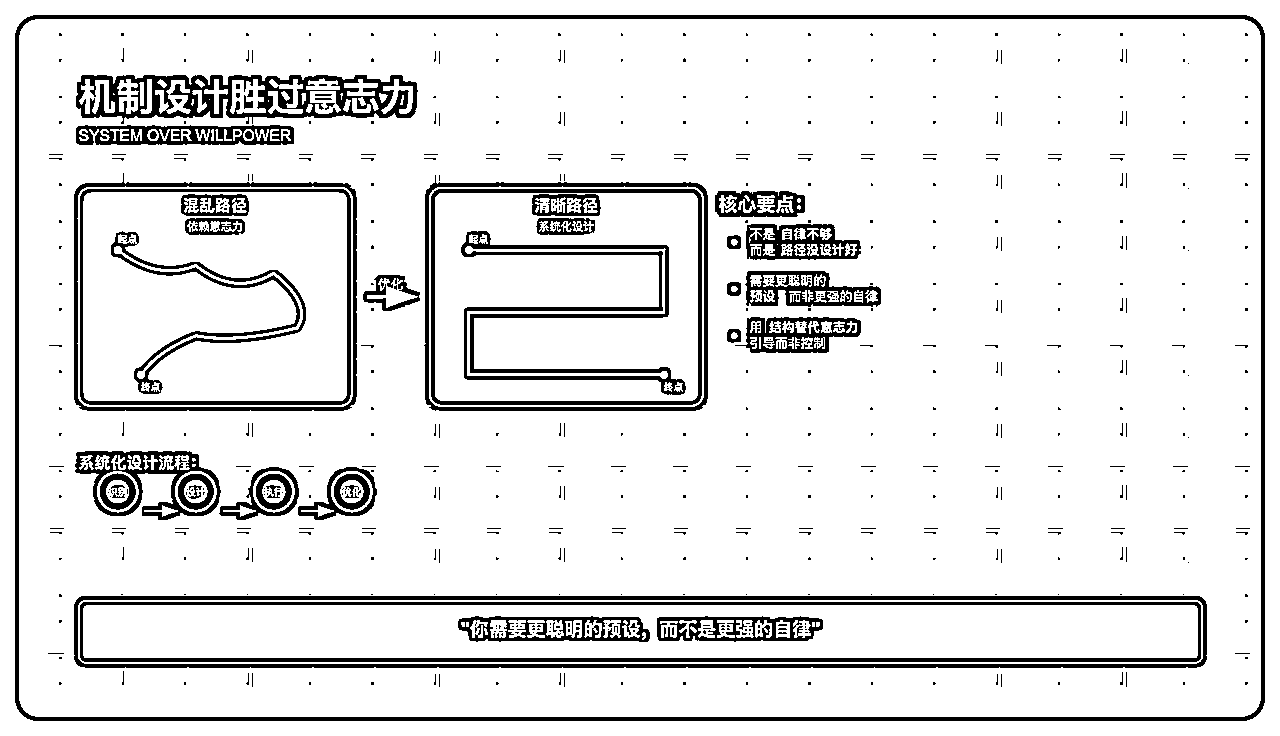 机制设计胜过意志力
SYSTEM OVER WILLPOWER
混乱路径
依赖意志力
起点
终点
优化
清晰路径
系统化设计
起点
终点
核心要点:
不是 自律不够
而是 路径没设计好
需要更聪明的
预设 而非更强的自律
用 结构替代意志力
引导而非控制
系统化设计流程:
设计
执行
优化
"你需要更聪明的预设，而不是更强的自律"